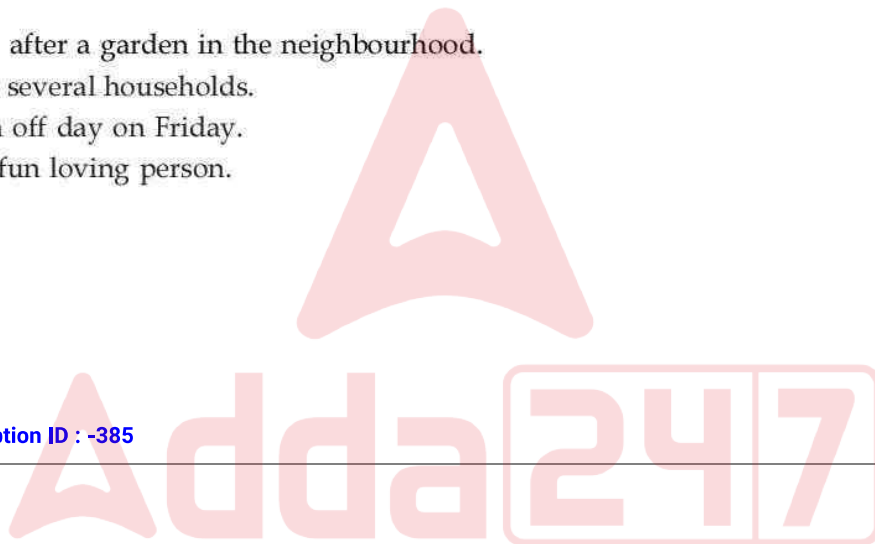 after a garden in the neighbourhood.
several households.
off day on Friday.
fun loving person.
ption ID : -385
Adda247